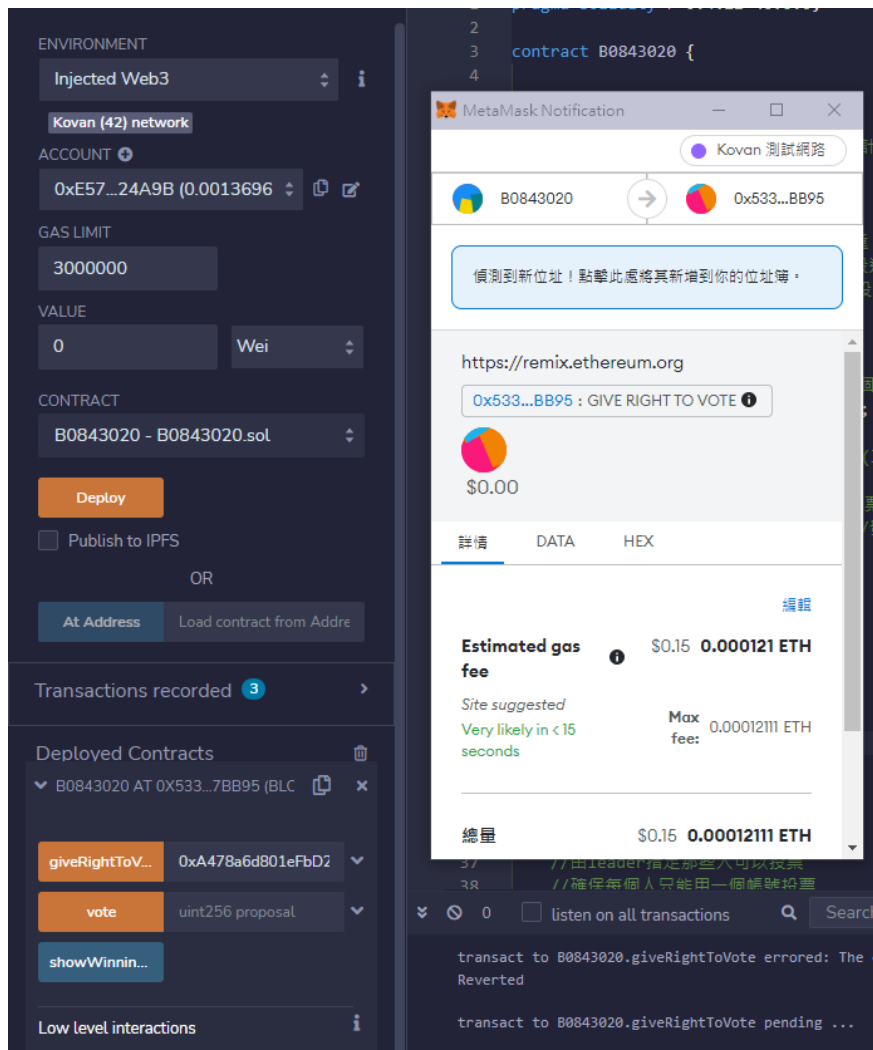 ENVIRONMENT
Injected Web3
Kovan (42) network
ACCOUNT
0xE57...24A9B (0.0013696
GAS LIMIT
3000000
VALUE
0
Wei
CONTRACT
B0843020 - B0843020.sol
Deploy
Publish to IPFS
OR
At Address
Load contract from Addre
Transactions recorded 3
Deployed Contracts
B0843020 AT 0X533...7BB95 (BLC
giveRightToV...
0xA478a6d801eFbD2
vote
uint256 proposal
showWinnin...
Low level interactions
2
3 contract B0843020 {
4
MetaMask Notification
Kovan 測試網路
B0843020
0x533...BB95
偵測到新位址！點擊此處將其新增到你的位址簿。
https://remix.ethereum.org
0x533...BB95 : GIVE RIGHT TO VOTE
$0.00
詳情
DATA
HEX
編輯
Estimated gas fee
$0.15 0.000121 ETH
Site suggested
Very likely in < 15 seconds
Max fee: 0.00012111 ETH
總量
$0.15 0.00012111 ETH
37 //由leader指定那些人可以投票
38 //確保每個人只能用一個帳號投票
0
listen on all transactions
Search
transact to B0843020.giveRightToVote errored: The
Reverted
transact to B0843020.giveRightToVote pending ...